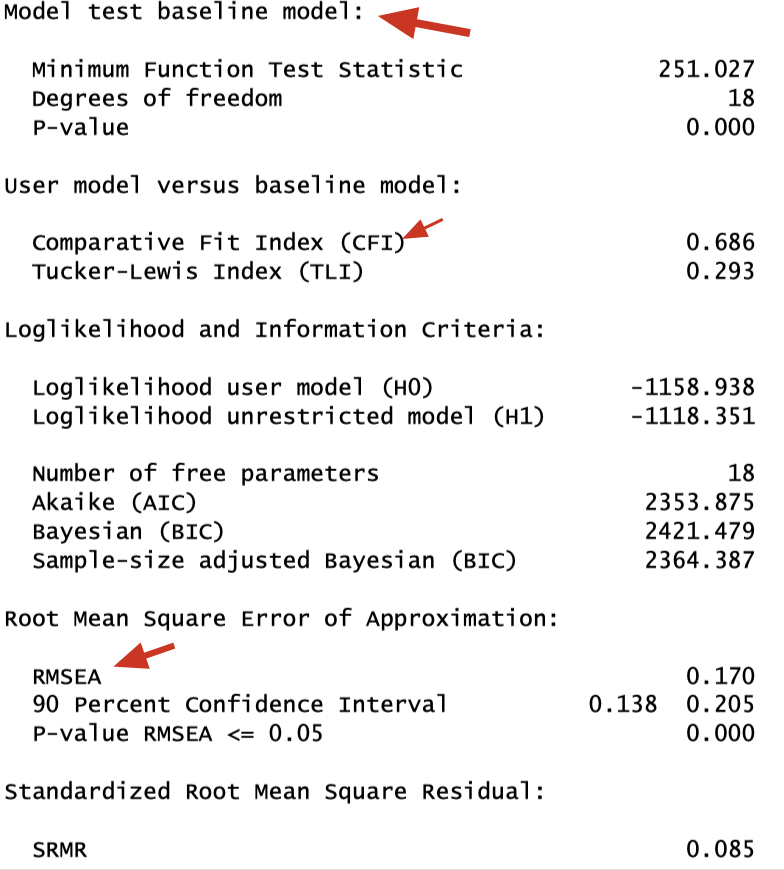 Model test baseline model:
Minimum Function Test Statistic 251.027
Degrees of freedom 18
P-value 0.000
User model versus baseline model:
Comparative Fit Index (CFI) 0.686
Tucker-Lewis Index (TLI) 0.293
Loglikelihood and Information Criteria:
Loglikelihood user model (H0) -1158.938
Loglikelihood unrestricted model (H1) -1118.351
Number of free parameters 18
Akaike (AIC) 2353.875
Bayesian (BIC) 2421.479
Sample-size adjusted Bayesian (BIC) 2364.387
Root Mean Square Error of Approximation:
RMSEA 0.170
90 Percent Confidence Interval 0.138 0.205
P-value RMSEA <= 0.05 0.000
Standardized Root Mean Square Residual:
SRMR 0.085